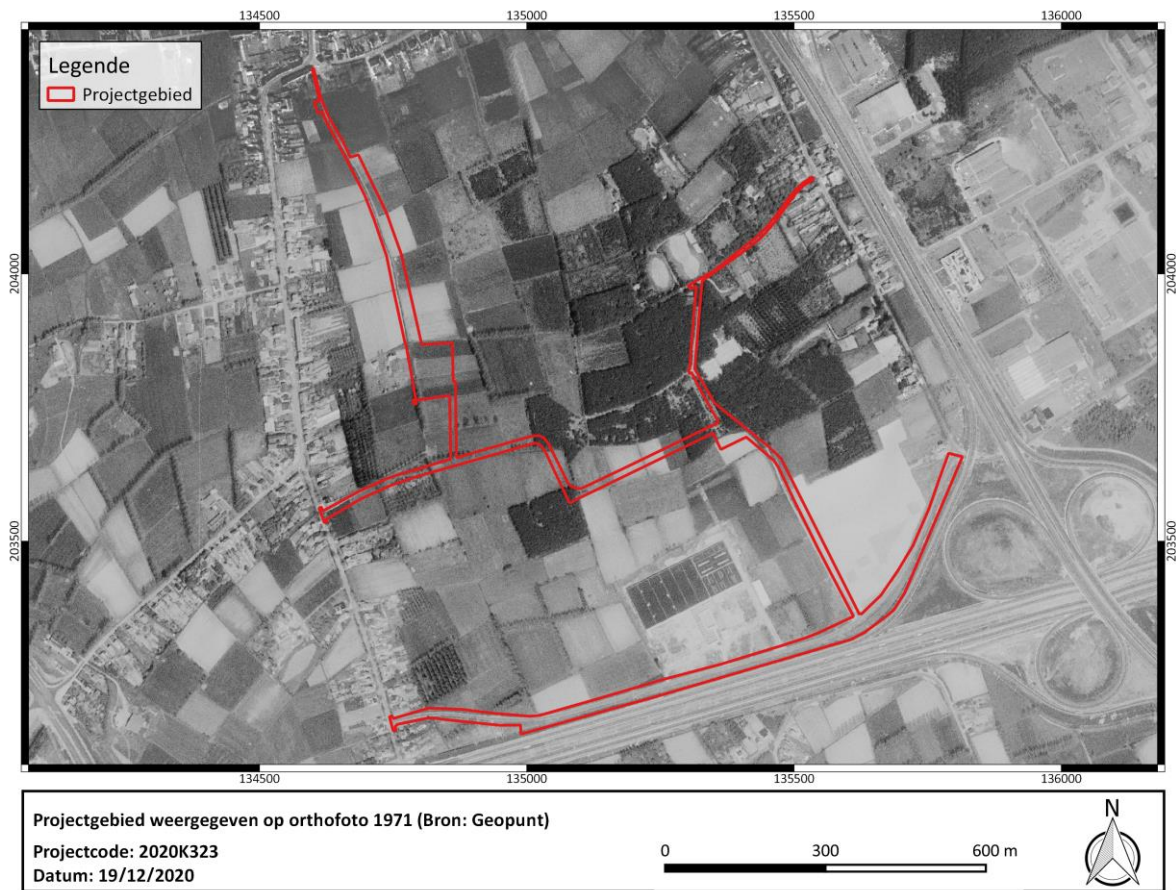 134500 135000 135500 136000
Legende
Projectgebied
204000 204000
203500 203500
134500 135000 135500 136000
Projectgebied weergegeven op orthofoto 1971 (Bron: Geopunt)
Projectcode: 2020K323
Datum: 19/12/2020
0 300 600 m
N